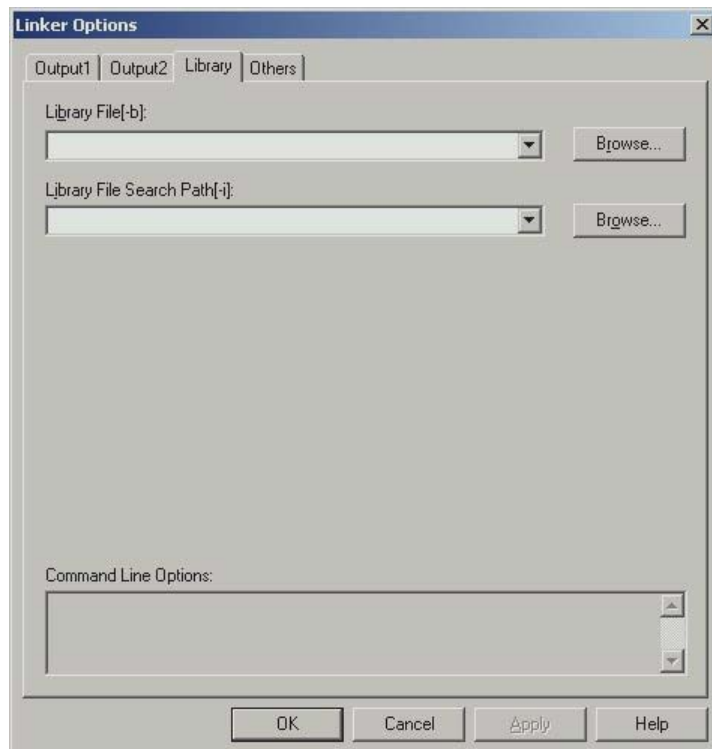 Linker Options
Output1 Output2 Library Others
Library File[-b]:
Browse...
Library File Search Path[-i]:
Browse...
Command Line Options:
OK Cancel Apply Help